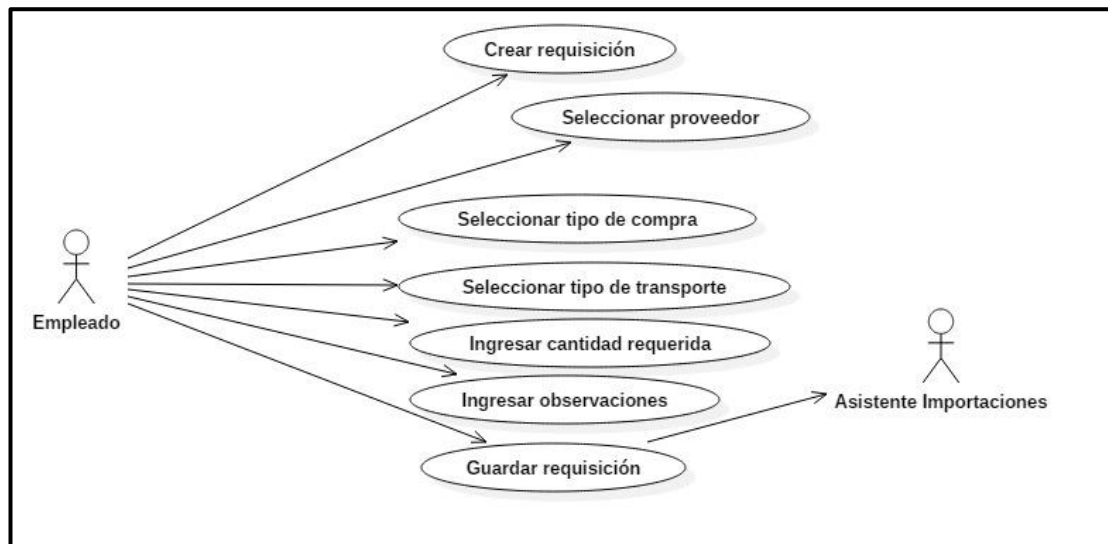 Crear requisición
Seleccionar proveedor
Seleccionar tipo de compra
Seleccionar tipo de transporte
Empleado
Ingresar cantidad requerida
Ingresar observaciones
Asistente Importaciones
Guardar requisición